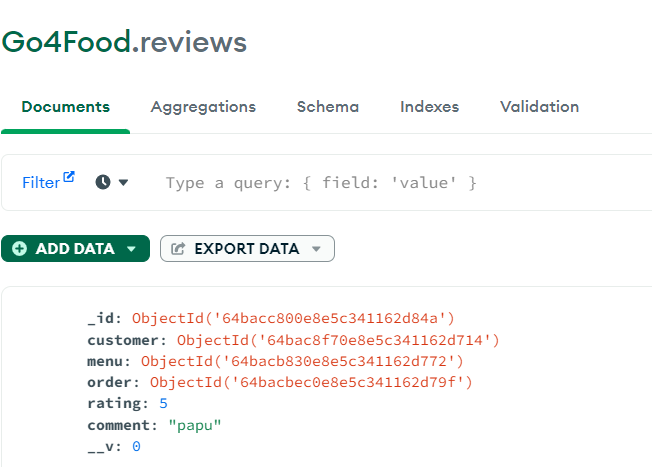 Go4Food.reviews
Documents Aggregations Schema Indexes Validation
Filter Type a query: { field: 'value' }
ADD DATA EXPORT DATA
_id: ObjectId('64bacc800e8e5c341162d84a')
customer: ObjectId('64bac8f70e8e5c341162d714')
menu: ObjectId('64bacb830e8e5c341162d772')
order: ObjectId('64bacbec0e8e5c341162d79f')
rating: 5
comment: "papu"
__v: 0